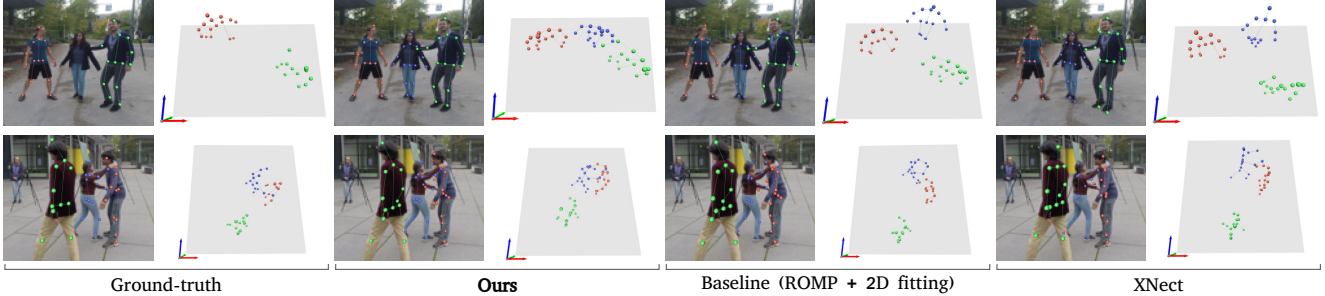 Ground-truth
Ours
Baseline (ROMP + 2D fitting)
XNect